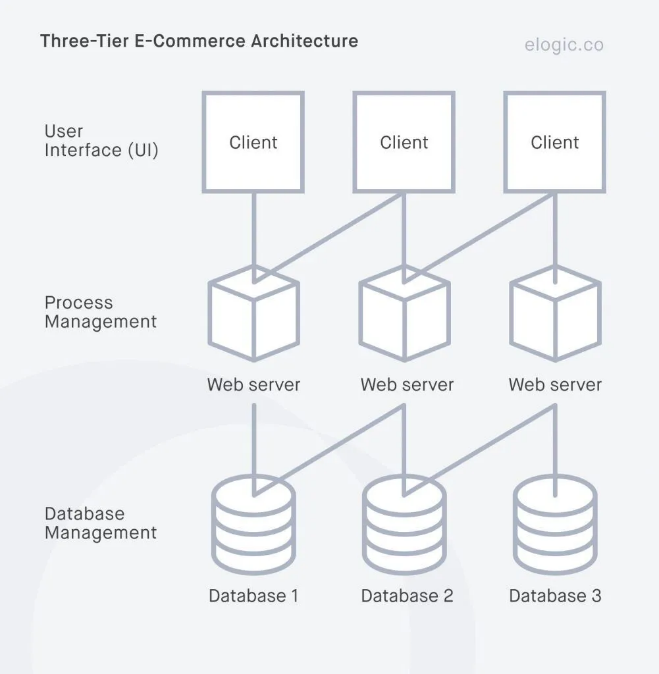 Three-Tier E-Commerce Architecture
elogic.co
User
Interface (UI)
Client
Client
Client
Process
Management
Web server
Web server
Web server
Database
Management
Database 1
Database 2
Database 3